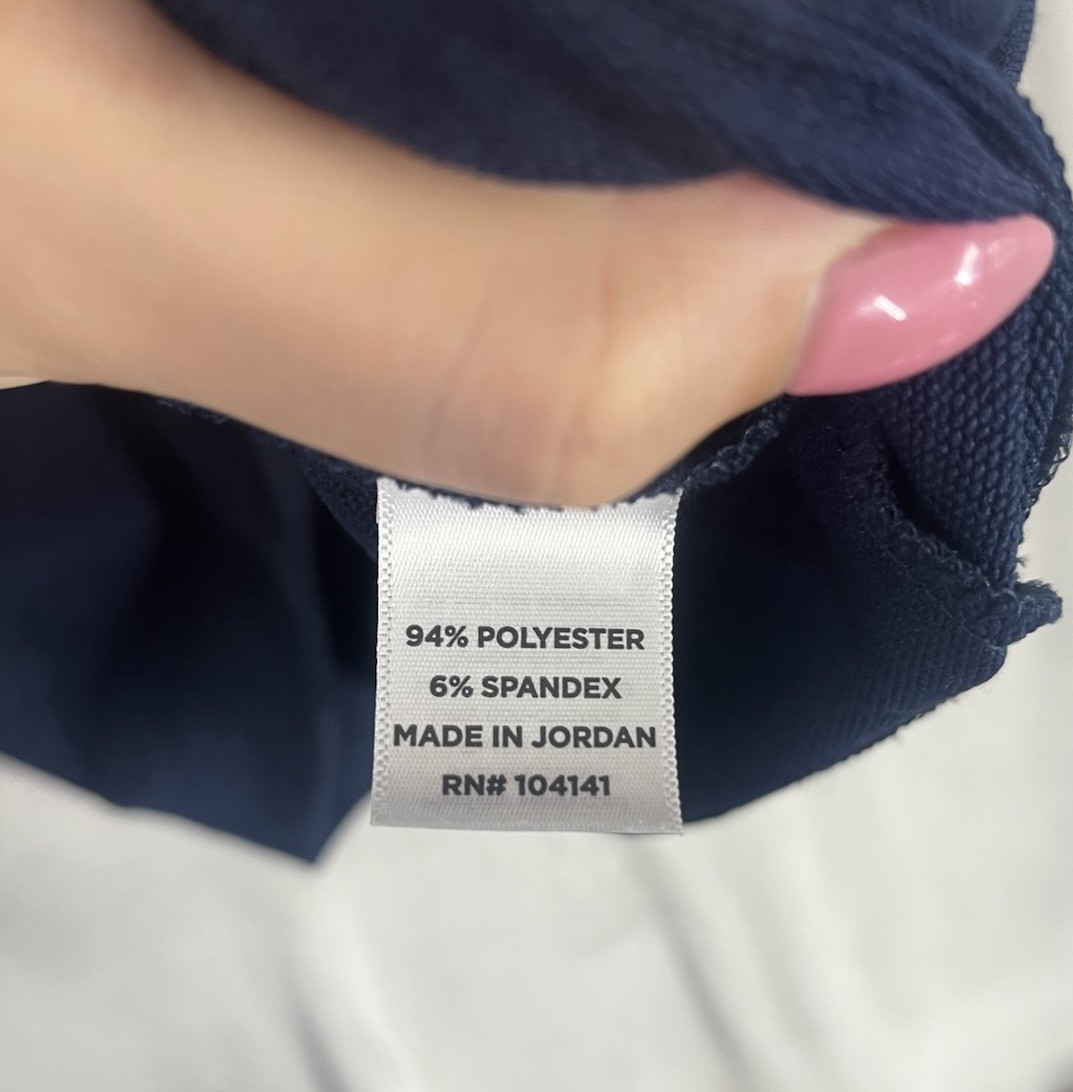 94% POLYESTER
6% SPANDEX
MADE IN JORDAN
RN# 104141